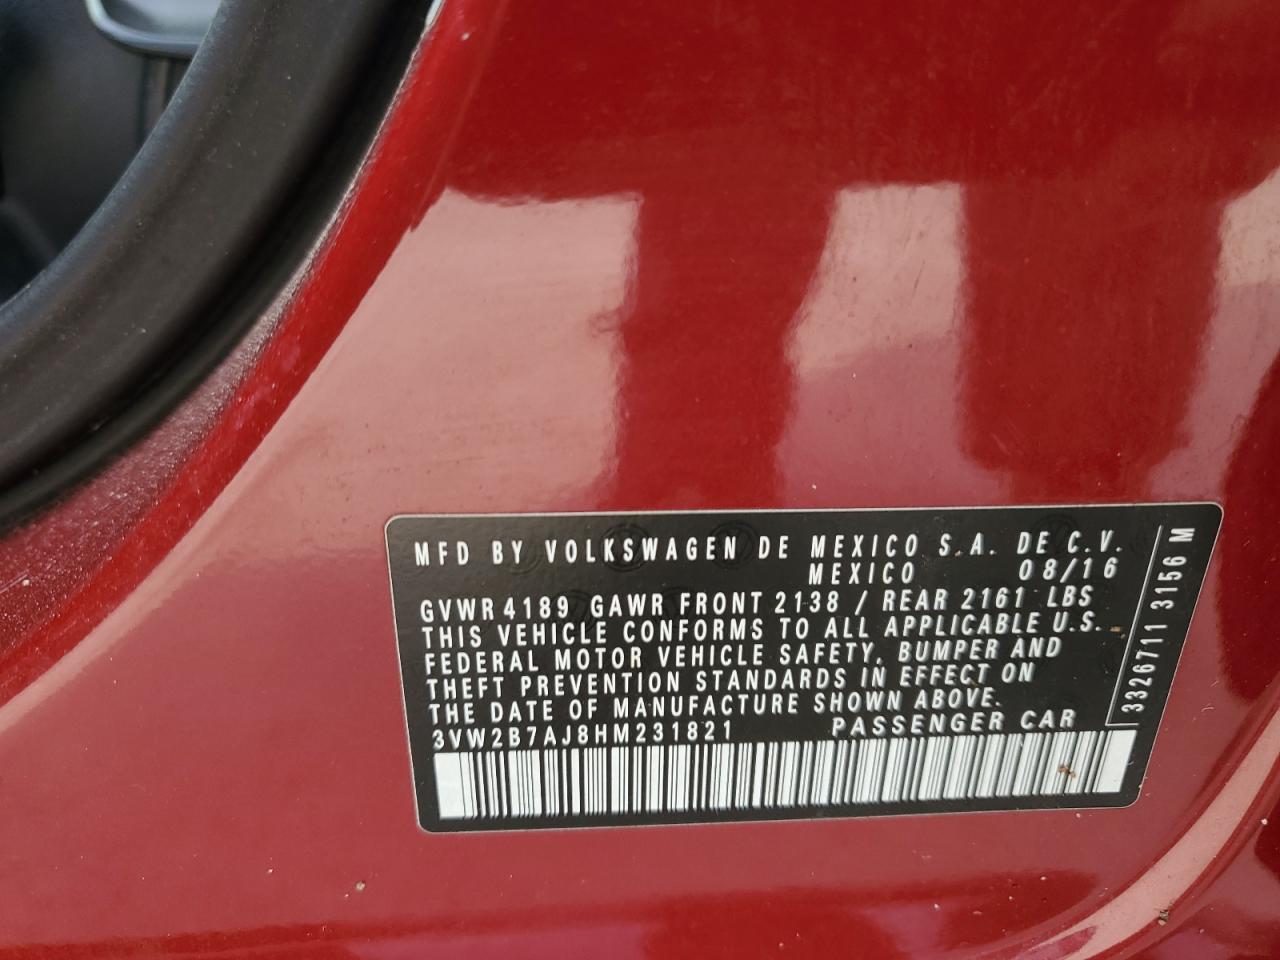 MFD BY VOLKSWAGEN DE MEXICO S.A. DE C.V.
MEXICO 08/16
GVWR 4189 GAWR FRONT 2138 / REAR 2161 LBS
THIS VEHICLE CONFORMS TO ALL APPLICABLE U.S.
FEDERAL MOTOR VEHICLE SAFETY, BUMPER AND
THEFT PREVENTION STANDARDS IN EFFECT ON
THE DATE OF MANUFACTURE SHOWN ABOVE.
3VW2B7AJ8HM231821 PASSENGER CAR
3326711 3156 M